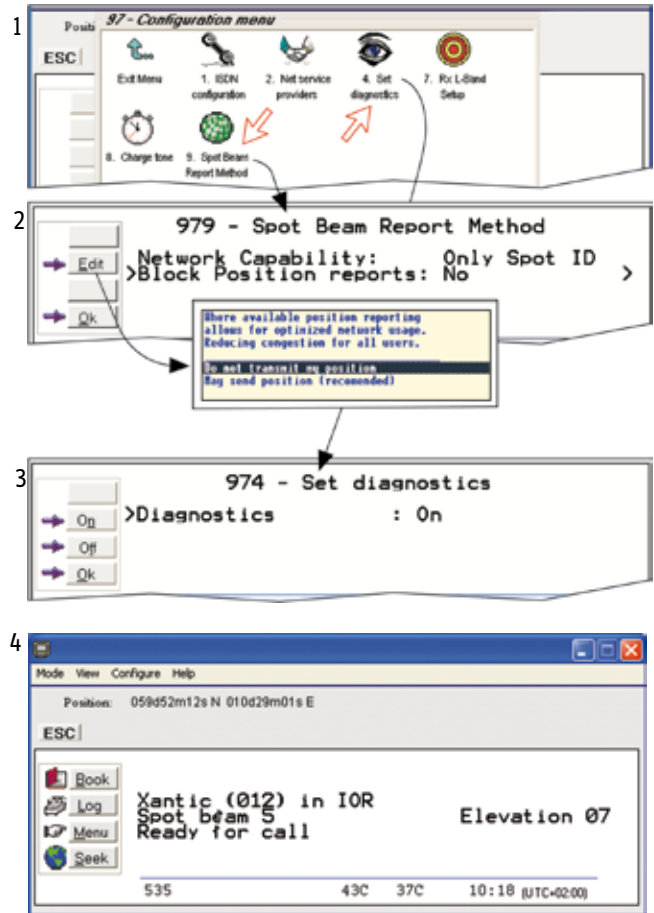 1
97 - Configuration menu
Positi
ESC
Exit Menu
1. ISDN configuration
2. Net service providers
4. Set diagnostics
7. Rx L-Band Setup
8. Charge tone
9. Spot Beam Report Method
2
979 - Spot Beam Report Method
Edit
>Network Capability: Only Spot ID
>Block Position reports: No >
Ok
Where available position reporting
allows for optimized network usage.
Reducing congestion for all users.
Do not transmit my position
May send position (recomended)
3
974 - Set diagnostics
On
>Diagnostics : On
Off
Ok
4
Mode View Configure Help
Position: 059d52m12s N 010d29m01s E
ESC
Book
Log
Menu
Seek
Xantic (012) in IOR
Spot beam 5
Elevation 07
Ready for call
535 43C 37C 10:18 (UTC+02:00)